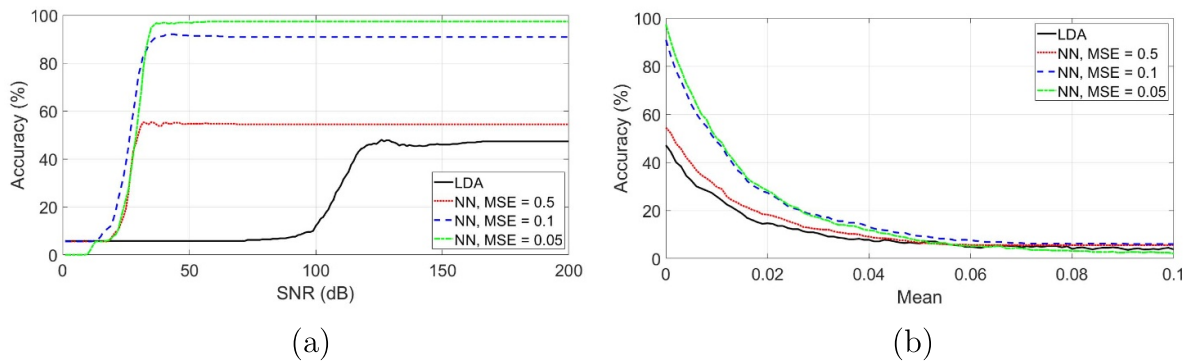 100
80
60
40
20
0
Accuracy (%)
0
50
100
150
200
SNR (dB)
LDA
NN, MSE = 0.5
NN, MSE = 0.1
NN, MSE = 0.05
(a)
100
80
60
40
20
0
Accuracy (%)
0
0.02
0.04
0.06
0.08
0.1
Mean
LDA
NN, MSE = 0.5
NN, MSE = 0.1
NN, MSE = 0.05
(b)